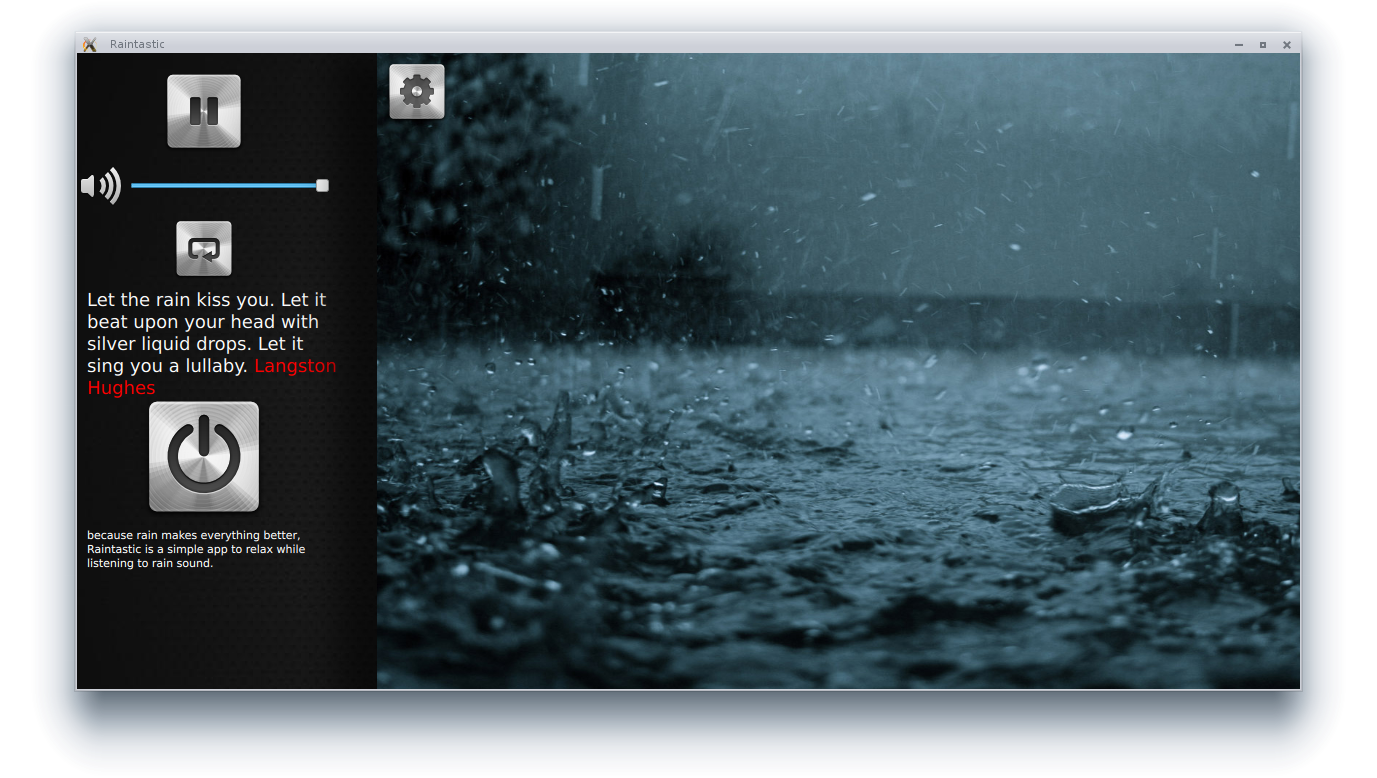 Raintastic
Let the rain kiss you. Let it
beat upon your head with
silver liquid drops. Let it
sing you a lullaby. Langston
Hughes
because rain makes everything better,
Raintastic is a simple app to relax while
listening to rain sound.